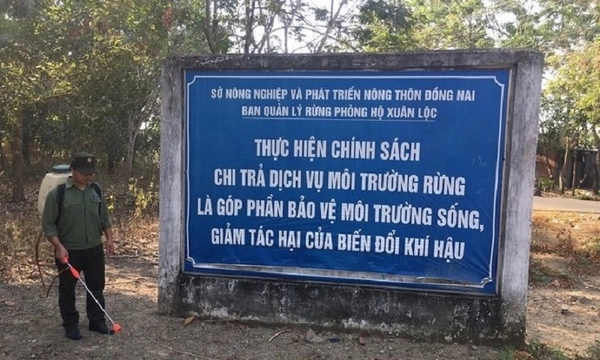 SỞ NÔNG NGHIỆP VÀ PHÁT TRIỂN NÔNG THÔN ĐỒNG NAI
BAN QUẢN LÝ RỪNG PHÒNG HỘ XUÂN LỘC
THỰC HIỆN CHÍNH SÁCH
CHI TRẢ DỊCH VỤ MÔI TRƯỜNG RỪNG
LÀ GÓP PHẦN BẢO VỆ MÔI TRƯỜNG SỐNG,
GIẢM TÁC HẠI CỦA BIẾN ĐỔI KHÍ HẬU